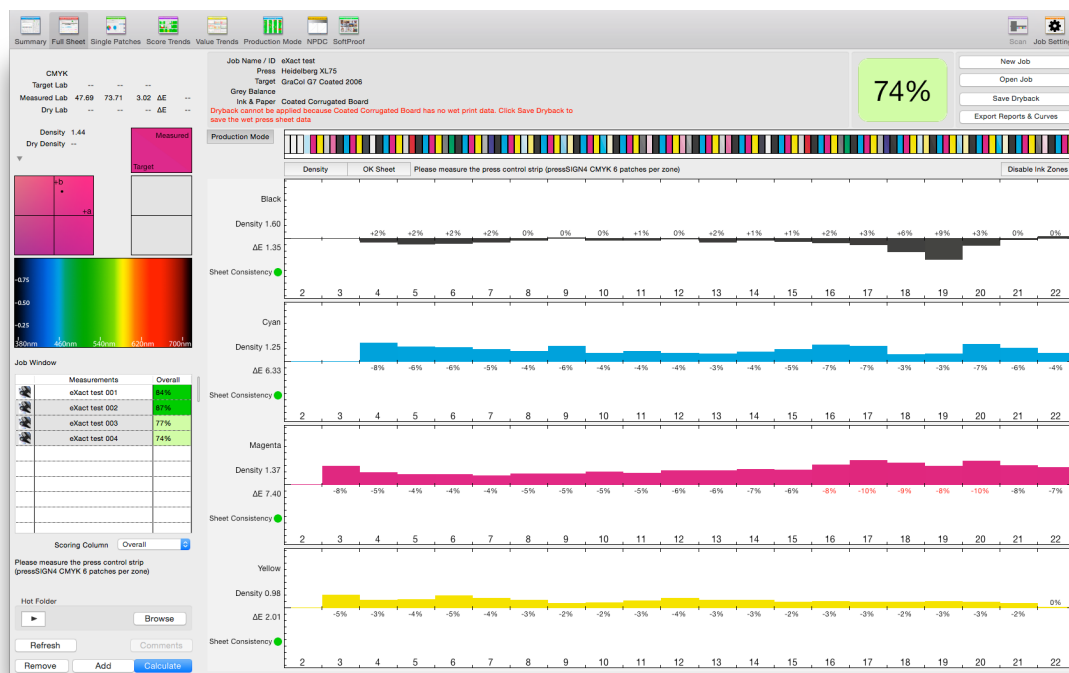 Summary Full Sheet Single Patches Score Trends Value Trends Production Mode NPDC SoftProof Scan Job Setting
CMYK
Target Lab -- -- --
Measured Lab 47.69 73.71 3.02 ΔE --
Dry Lab -- -- -- ΔE --
Density 1.44
Dry Density --
Measured
Target
+b
+a
-0.75
-0.50
-0.25
380nm 460nm 540nm 620nm 700nm
Job Window
Measurements Overall
eXact test 001 84%
eXact test 002 87%
eXact test 003 77%
eXact test 004 74%
Scoring Column Overall
Please measure the press control strip
(pressSIGN4 CMYK 6 patches per zone)
Hot Folder
Browse
Refresh Comments
Remove Add Calculate
Job Name / ID eXact test
Press Heidelberg XL75
Target GraCol G7 Coated 2006
Grey Balance
Ink & Paper Coated Corrugated Board
Dryback cannot be applied because Coated Corrugated Board has no wet print data. Click Save Dryback to
save the wet press sheet data
74%
New Job
Open Job
Save Dryback
Export Reports & Curves
Production Mode
Density OK Sheet Please measure the press control strip (pressSIGN4 CMYK 6 patches per zone) Disable Ink Zones
Black
Density 1.60
ΔE 1.35
Sheet Consistency
+2% +2% +2% +2% 0% 0% 0% +1% 0% +2% +1% +1% +2% +3% +6% +9% +3% 0% 0%
2 3 4 5 6 7 8 9 10 11 12 13 14 15 16 17 18 19 20 21 22
Cyan
Density 1.25
ΔE 6.33
Sheet Consistency
-8% -6% -6% -5% -4% -6% -4% -4% -4% -3% -4% -5% -7% -7% -3% -3% -7% -6% -4%
2 3 4 5 6 7 8 9 10 11 12 13 14 15 16 17 18 19 20 21 22
Magenta
Density 1.37
ΔE 7.40
Sheet Consistency
-8% -5% -4% -4% -4% -5% -5% -5% -5% -6% -6% -7% -6% -8% -10% -9% -8% -10% -8% -7%
2 3 4 5 6 7 8 9 10 11 12 13 14 15 16 17 18 19 20 21 22
Yellow
Density 0.98
ΔE 2.01
Sheet Consistency
-5% -3% -4% -5% -4% -3% -2% -2% -3% -4% -3% -3% -2% -3% -2% -2% -3% -3% -2% 0%
2 3 4 5 6 7 8 9 10 11 12 13 14 15 16 17 18 19 20 21 22